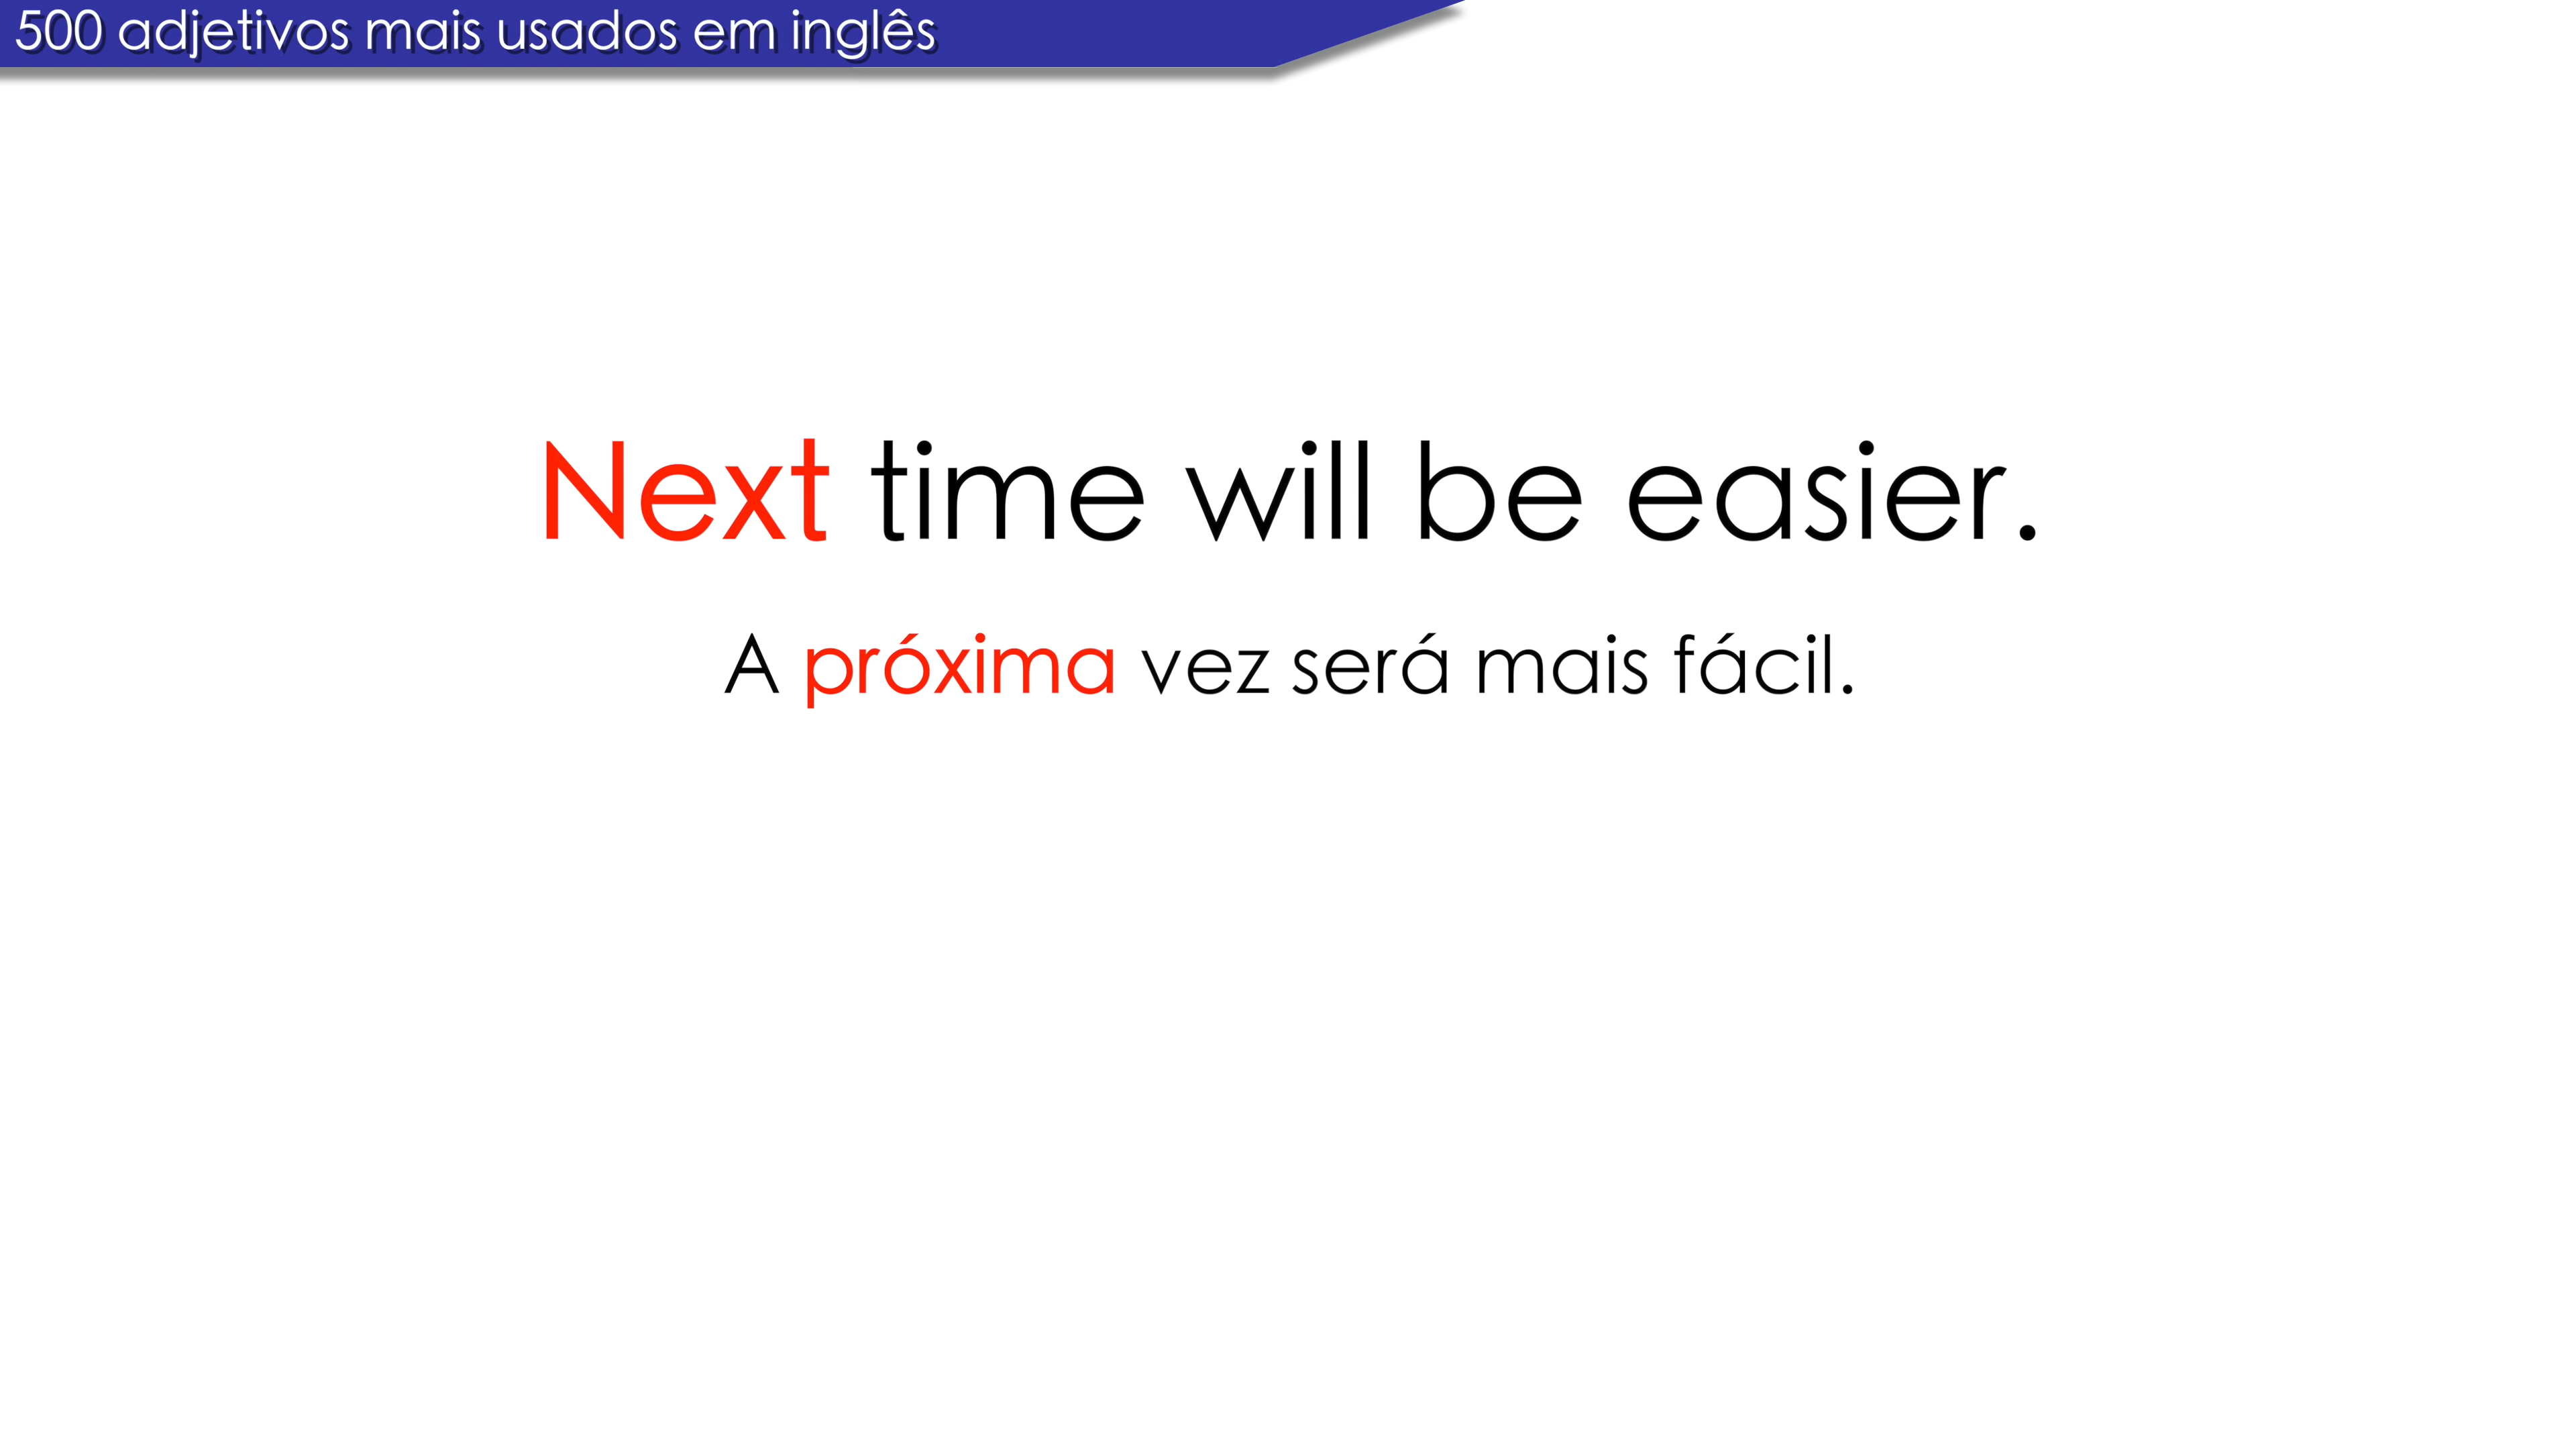 500 adjetivos mais usados em inglês
Next time will be easier.
A próxima vez será mais fácil.